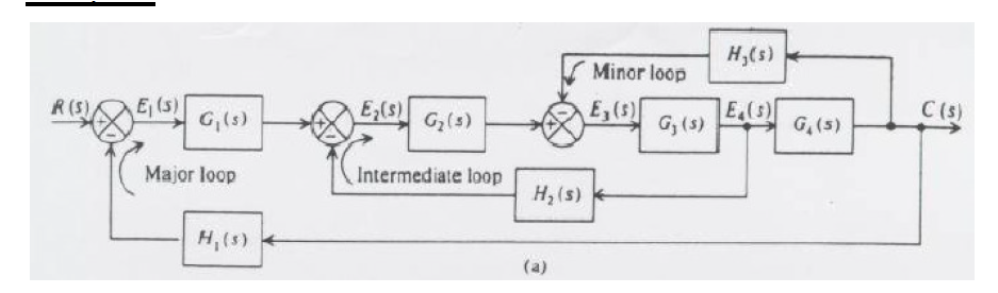 H₃(s)
Minor loop
R(s) E₁(s) G₁(s) E₂(s) G₂(s) E₃(s) G₃(s) E₄(s) G₄(s) C(s)
+ − + − + −
Major loop Intermediate loop H₂(s)
H₁(s)
(a)